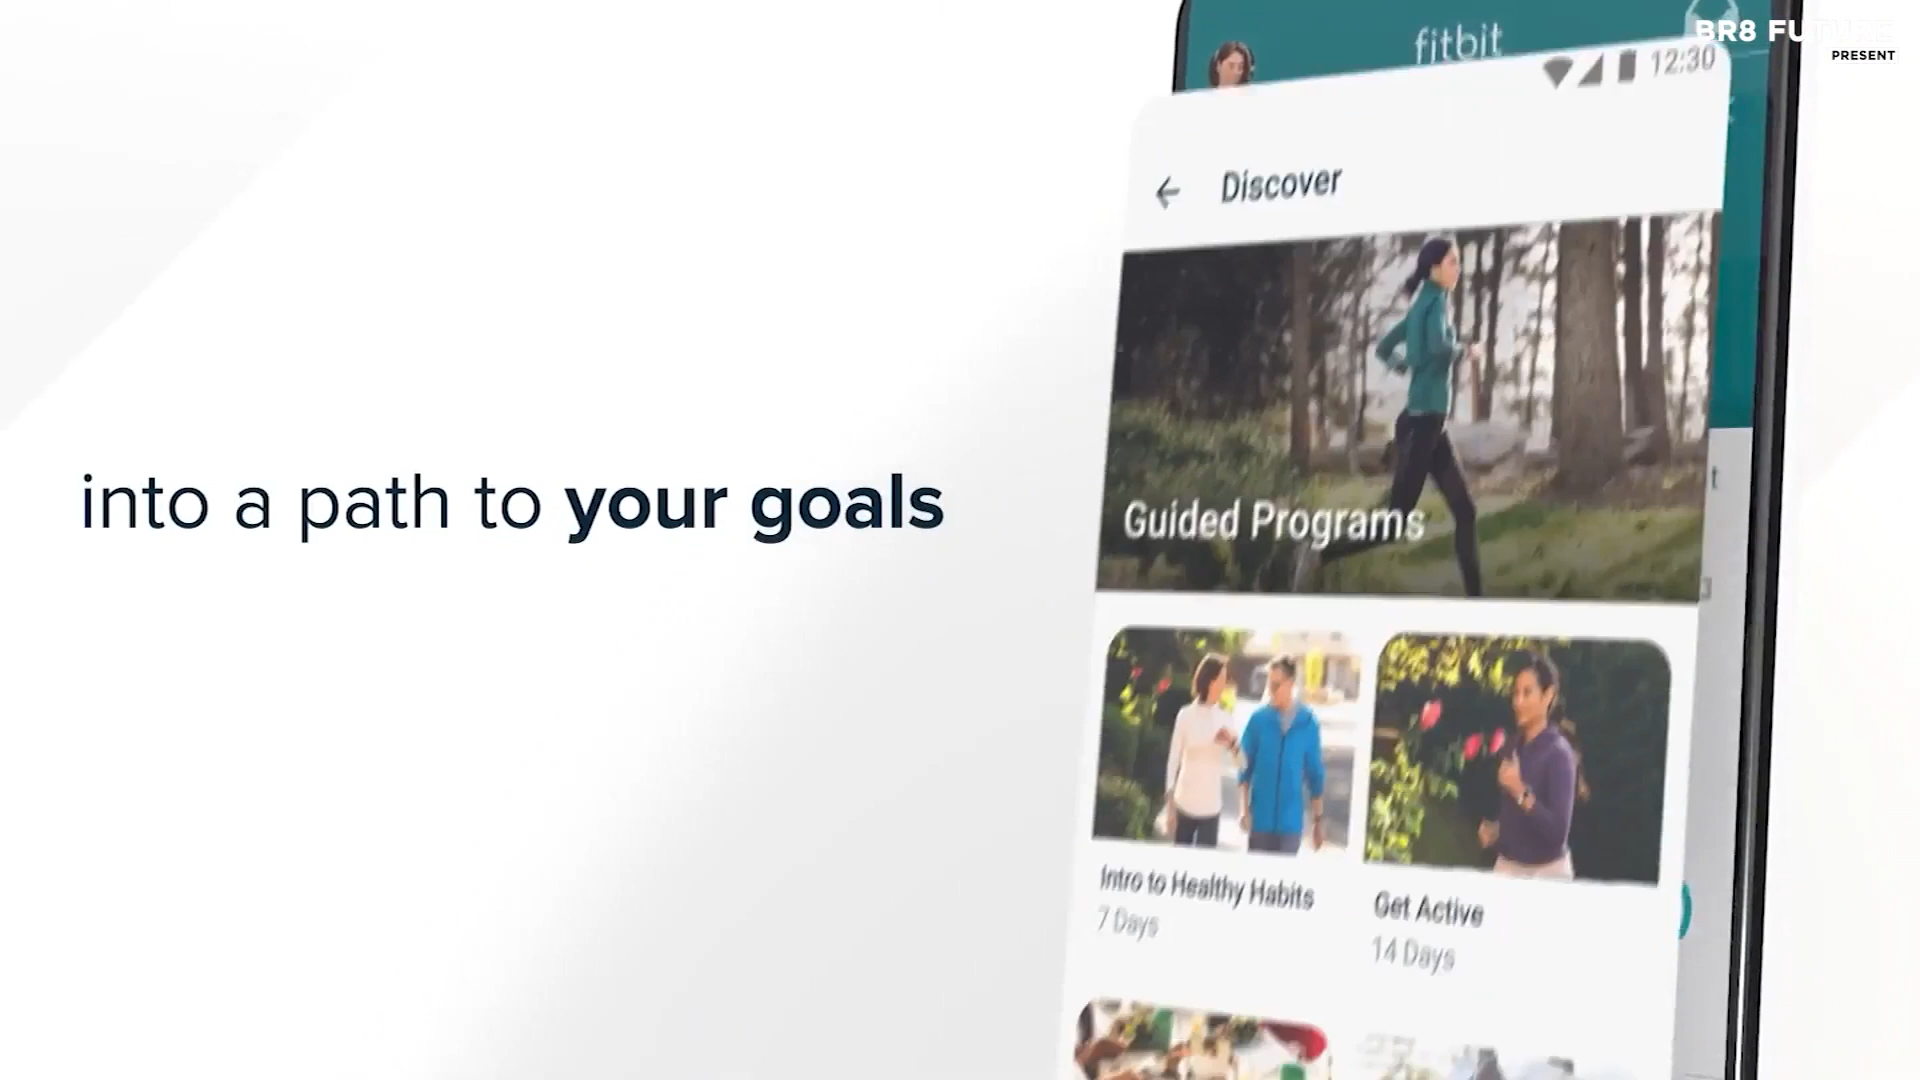 fitbit
BR8 FUTURE
PRESENT
12:30
Discover
into a path to your goals
Guided Programs
Intro to Healthy Habits
7 Days
Get Active
14 Days